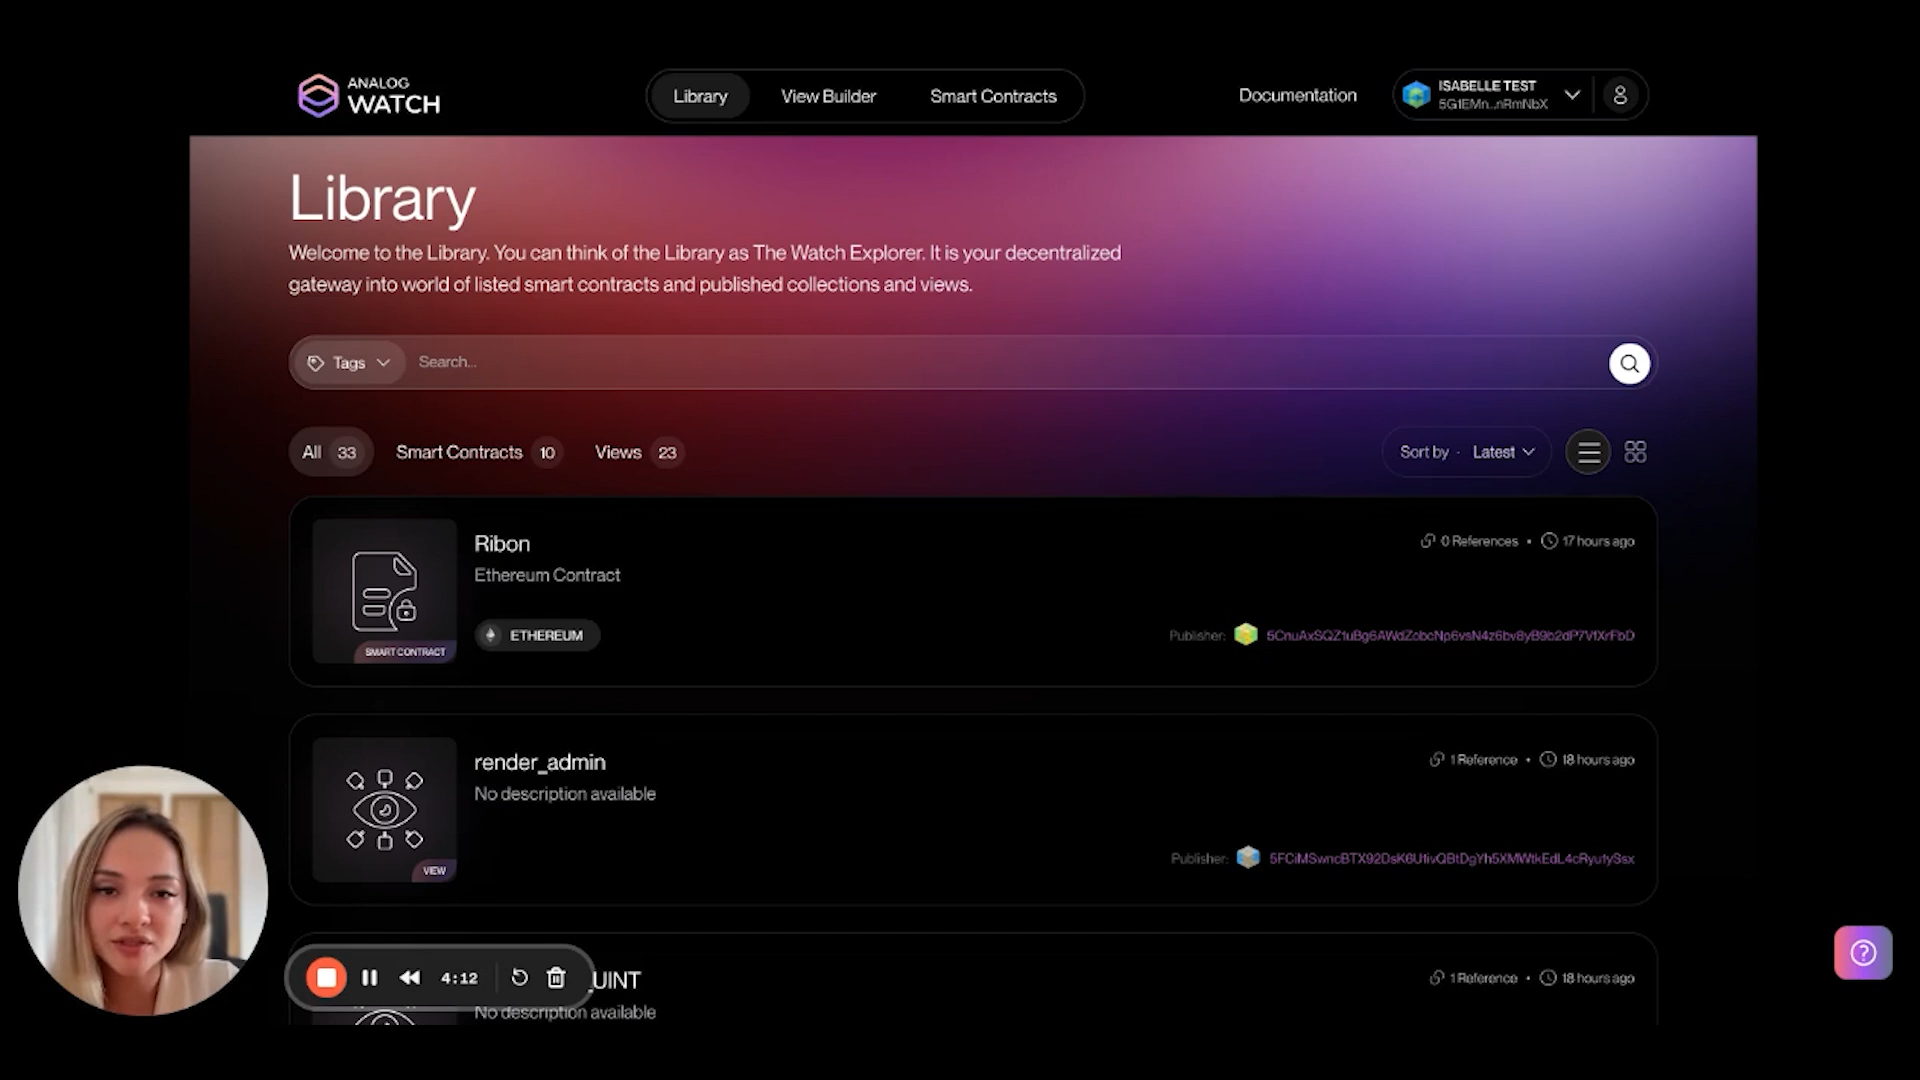 ANALOG
WATCH
Library
View Builder
Smart Contracts
Documentation
ISABELLE TEST
5G1EMn...nRmNbX
Library
Welcome to the Library. You can think of the Library as The Watch Explorer. It is your decentralized
gateway into world of listed smart contracts and published collections and views.
Tags
Search...
All 33
Smart Contracts 10
Views 23
Sort by · Latest
Ribon
Ethereum Contract
ETHEREUM
SMART CONTRACT
0 References • 17 hours ago
Publisher:
render_admin
No description available
VIEW
1 Reference • 18 hours ago
Publisher:
4:12
_UINT
No description available
1 Reference • 18 hours ago